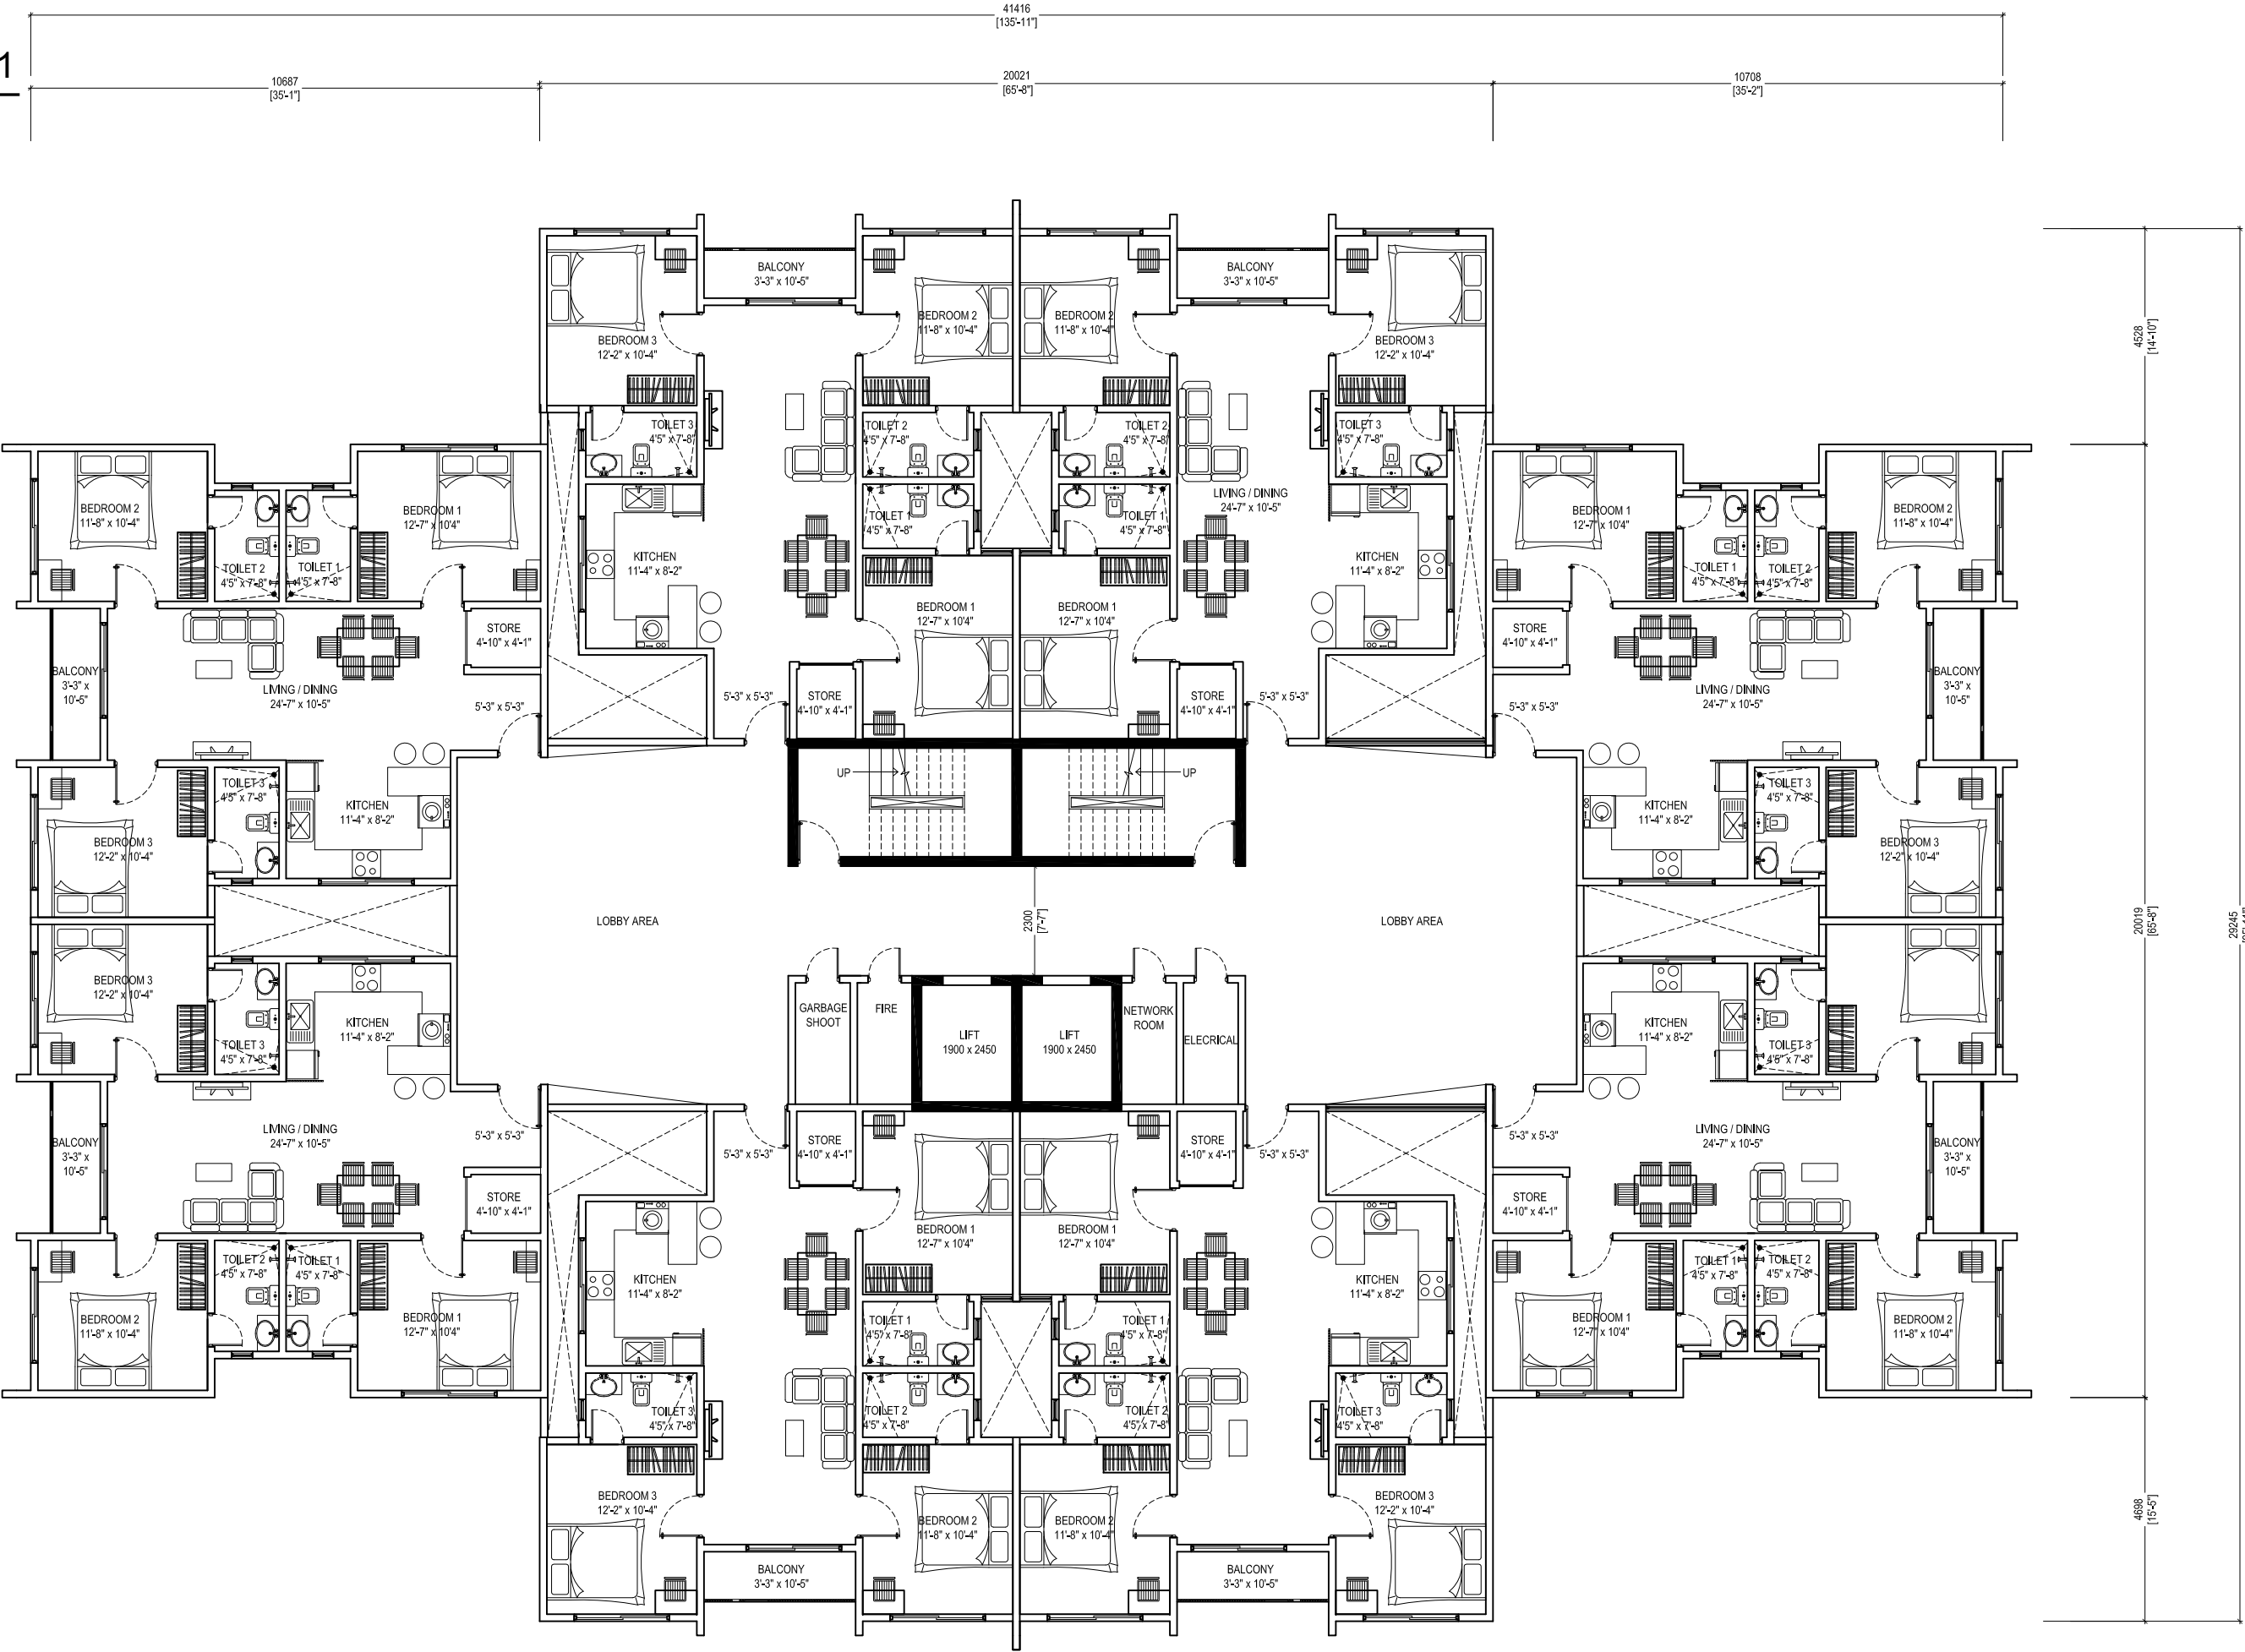 41416
[135'-11"]
1
10687
[35'-1"]
20021
[65'-8"]
10708
[35'-2"]
BALCONY
3'-3" x 10'-5"
BALCONY
3'-3" x 10'-5"
BEDROOM 2
11'-8" x 10'-4"
BEDROOM 2
11'-8" x 10'-4"
BEDROOM 3
12'-2" x 10'-4"
BEDROOM 3
12'-2" x 10'-4"
4528
[14'-10"]
TOILET 3
4'5" x 7'-8"
TOILET 2
4'5" x 7'-8"
TOILET 2
4'5" x 7'-8"
TOILET 3
4'5" x 7'-8"
LIVING / DINING
24'-7" x 10'-5"
BEDROOM 2
11'-8" x 10'-4"
BEDROOM 1
12'-7" x 10'4"
TOILET 1
4'5" x 7'-8"
TOILET 1
4'5" x 7'-8"
BEDROOM 1
12'-7" x 10'4"
BEDROOM 2
11'-8" x 10'-4"
KITCHEN
11'-4" x 8'-2"
KITCHEN
11'-4" x 8'-2"
TOILET 2
4'5" x 7'-8"
TOILET 1
4'5" x 7'-8"
TOILET 1
4'5" x 7'-8"
TOILET 2
4'5" x 7'-8"
BEDROOM 1
12'-7" x 10'4"
BEDROOM 1
12'-7" x 10'4"
STORE
4'-10" x 4'-1"
STORE
4'-10" x 4'-1"
BALCONY
3'-3" x
10'-5"
LIVING / DINING
24'-7" x 10'-5"
5'-3" x 5'-3"
5'-3" x 5'-3"
STORE
4'-10" x 4'-1"
STORE
4'-10" x 4'-1"
5'-3" x 5'-3"
5'-3" x 5'-3"
LIVING / DINING
24'-7" x 10'-5"
BALCONY
3'-3" x
10'-5"
UP
UP
TOILET 3
4'5" x 7'-8"
KITCHEN
11'-4" x 8'-2"
KITCHEN
11'-4" x 8'-2"
TOILET 3
4'5" x 7'-8"
BEDROOM 3
12'-2" x 10'-4"
BEDROOM 3
12'-2" x 10'-4"
LOBBY AREA
2300
[7'-7"]
LOBBY AREA
20019
[65'-8"]
29245
BEDROOM 3
12'-2" x 10'-4"
GARBAGE
SHOOT
FIRE
LIFT
1900 x 2450
LIFT
1900 x 2450
NETWORK
ROOM
ELECRICAL
KITCHEN
11'-4" x 8'-2"
TOILET 3
4'5" x 7'-8"
KITCHEN
11'-4" x 8'-2"
TOILET 3
4'5" x 7'-8"
BALCONY
3'-3" x
10'-5"
LIVING / DINING
24'-7" x 10'-5"
5'-3" x 5'-3"
5'-3" x 5'-3"
STORE
4'-10" x 4'-1"
STORE
4'-10" x 4'-1"
5'-3" x 5'-3"
5'-3" x 5'-3"
LIVING / DINING
24'-7" x 10'-5"
BALCONY
3'-3" x
10'-5"
STORE
4'-10" x 4'-1"
STORE
4'-10" x 4'-1"
BEDROOM 1
12'-7" x 10'4"
BEDROOM 1
12'-7" x 10'4"
TOILET 2
4'5" x 7'-8"
TOILET 1
4'5" x 7'-8"
TOILET 1
4'5" x 7'-8"
TOILET 2
4'5" x 7'-8"
KITCHEN
11'-4" x 8'-2"
KITCHEN
11'-4" x 8'-2"
BEDROOM 2
11'-8" x 10'-4"
BEDROOM 1
12'-7" x 10'4"
TOILET 1
4'5" x 7'-8"
TOILET 1
4'5" x 7'-8"
BEDROOM 1
12'-7" x 10'4"
BEDROOM 2
11'-8" x 10'-4"
TOILET 3
4'5" x 7'-8"
TOILET 2
4'5" x 7'-8"
TOILET 2
4'5" x 7'-8"
TOILET 3
4'5" x 7'-8"
BEDROOM 3
12'-2" x 10'-4"
BEDROOM 3
12'-2" x 10'-4"
4698
[15'-5"]
BEDROOM 2
11'-8" x 10'-4"
BEDROOM 2
11'-8" x 10'-4"
BALCONY
3'-3" x 10'-5"
BALCONY
3'-3" x 10'-5"